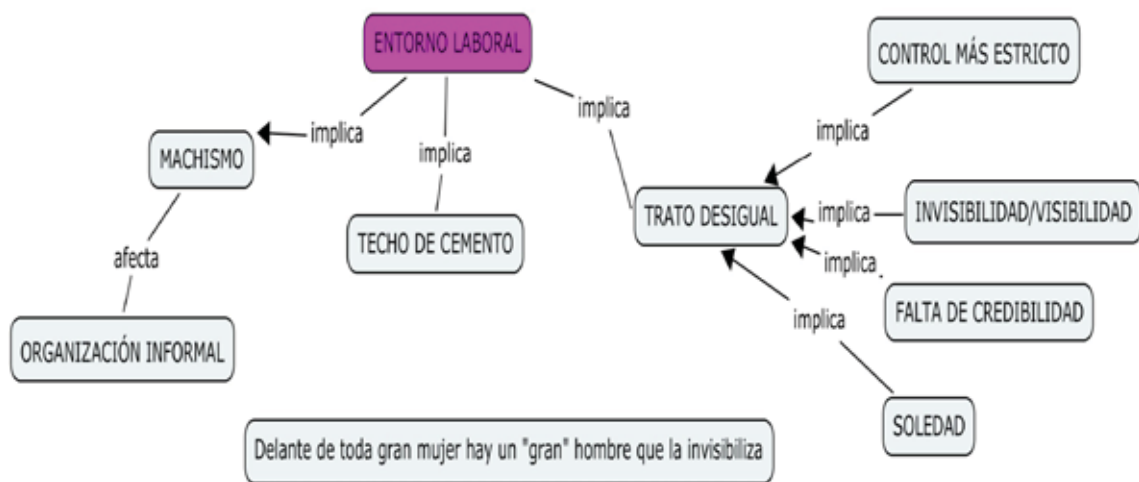 ENTORNO LABORAL
CONTROL MÁS ESTRICTO
implica
implica
implica
implica
MACHISMO
TRATO DESIGUAL
implica
INVISIBILIDAD/VISIBILIDAD
TECHO DE CEMENTO
afecta
implica
FALTA DE CREDIBILIDAD
implica
ORGANIZACIÓN INFORMAL
SOLEDAD
Delante de toda gran mujer hay un "gran" hombre que la invisibiliza